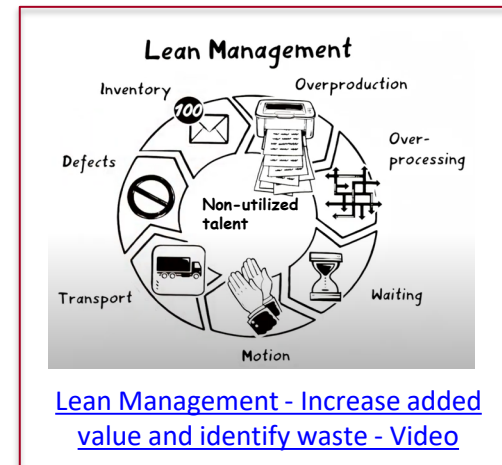 Lean Management
Inventory
100
Overproduction
Over-
processing
Defects
Non-utilized
talent
Transport
Waiting
Motion
Lean Management - Increase added
value and identify waste - Video